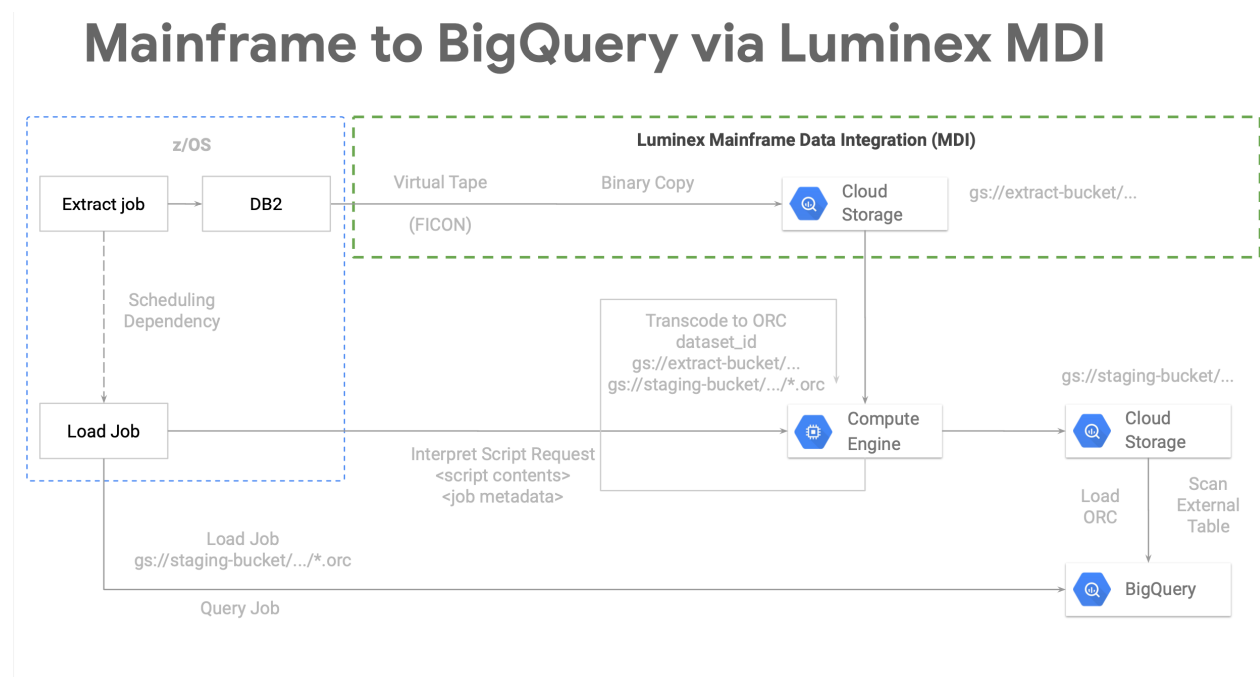 Mainframe to BigQuery via Luminex MDI
z/OS
Luminex Mainframe Data Integration (MDI)
Extract job
DB2
Virtual Tape
(FICON)
Binary Copy
Cloud
Storage
gs://extract-bucket/...
Scheduling
Dependency
Transcode to ORC
dataset_id
gs://extract-bucket/...
gs://staging-bucket/.../*.orc
gs://staging-bucket/...
Load Job
Interpret Script Request
<script contents>
<job metadata>
Compute
Engine
Cloud
Storage
Load
ORC
Scan
External
Table
Load Job
gs://staging-bucket/.../*.orc
Query Job
BigQuery